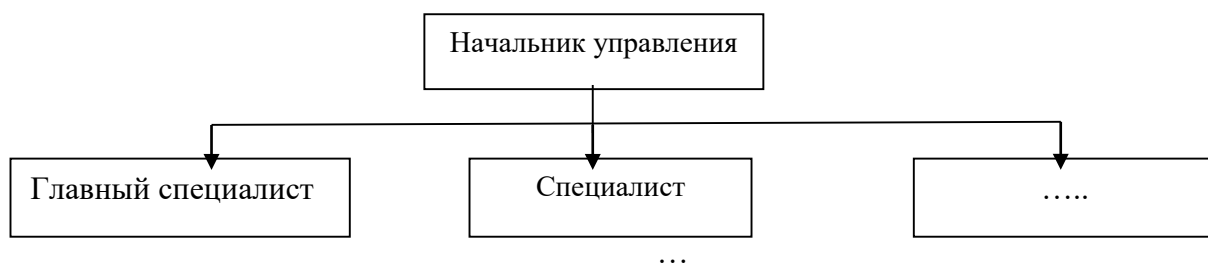 Начальник управления
Главный специалист
Специалист
…..
…